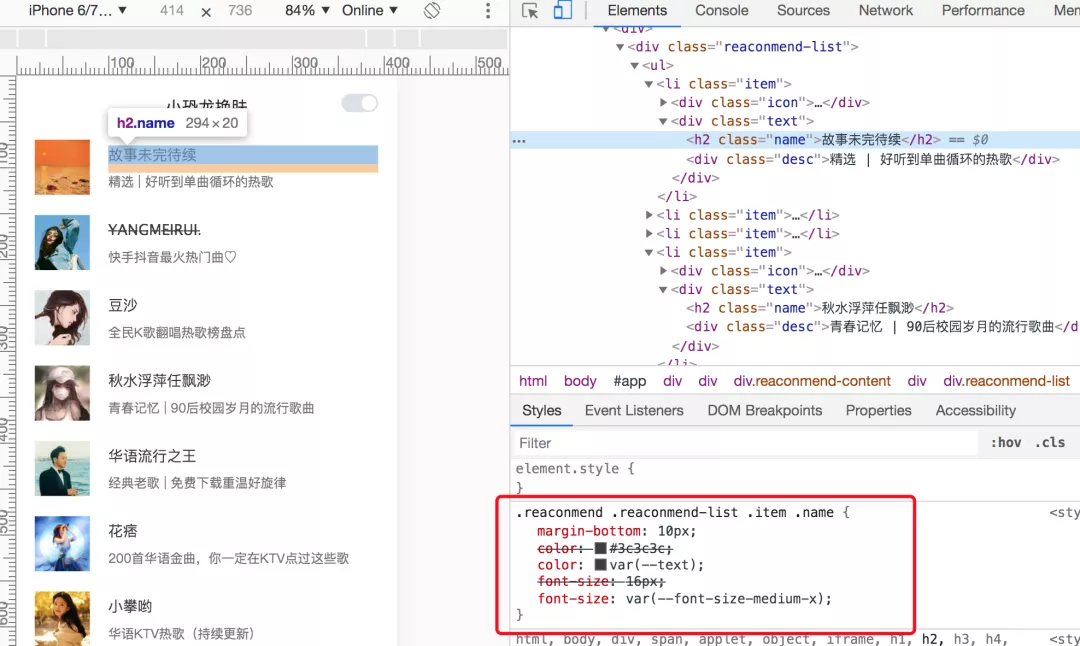 iPhone 6/7… ▼ 414 × 736 84% ▼ Online ▼
100 200 300 400 500
100
200
300
400
500
600
小恐龙换肤
h2.name 294 × 20
故事未完待续
精选 | 好听到单曲循环的热歌
YANGMEIRUI.
快手抖音最火热门曲♡
豆沙
全民K歌翻唱热歌榜盘点
秋水浮萍任飘渺
青春记忆 | 90后校园岁月的流行歌曲
华语流行之王
经典老歌 | 免费下载重温好旋律
花痞
200首华语金曲，你一定在KTV点过这些歌
小攀哟
华语KTV热歌（持续更新）
Elements Console Sources Network Performance Mem
▼<div>
▼<div class="reaconmend-list">
▼<ul>
▼<li class="item">
▶<div class="icon">…</div>
▼<div class="text">
… <h2 class="name">故事未完待续</h2> == $0
<div class="desc">精选 | 好听到单曲循环的热歌</div>
</div>
</li>
▶<li class="item">…</li>
▶<li class="item">…</li>
▼<li class="item">
▶<div class="icon">…</div>
▼<div class="text">
<h2 class="name">秋水浮萍任飘渺</h2>
<div class="desc">青春记忆 | 90后校园岁月的流行歌曲</d
</div>
</li>
html body #app div div div.reaconmend-content div div.reaconmend-list
Styles Event Listeners DOM Breakpoints Properties Accessibility
Filter :hov .cls
element.style {
}
.reaconmend .reaconmend-list .item .name { <sty
margin-bottom: 10px;
color: #3c3c3c;
color: var(--text);
font-size: 16px;
font-size: var(--font-size-medium-x);
}
html, body, div, span, applet, object, iframe, h1, h2, h3, h4, <sty